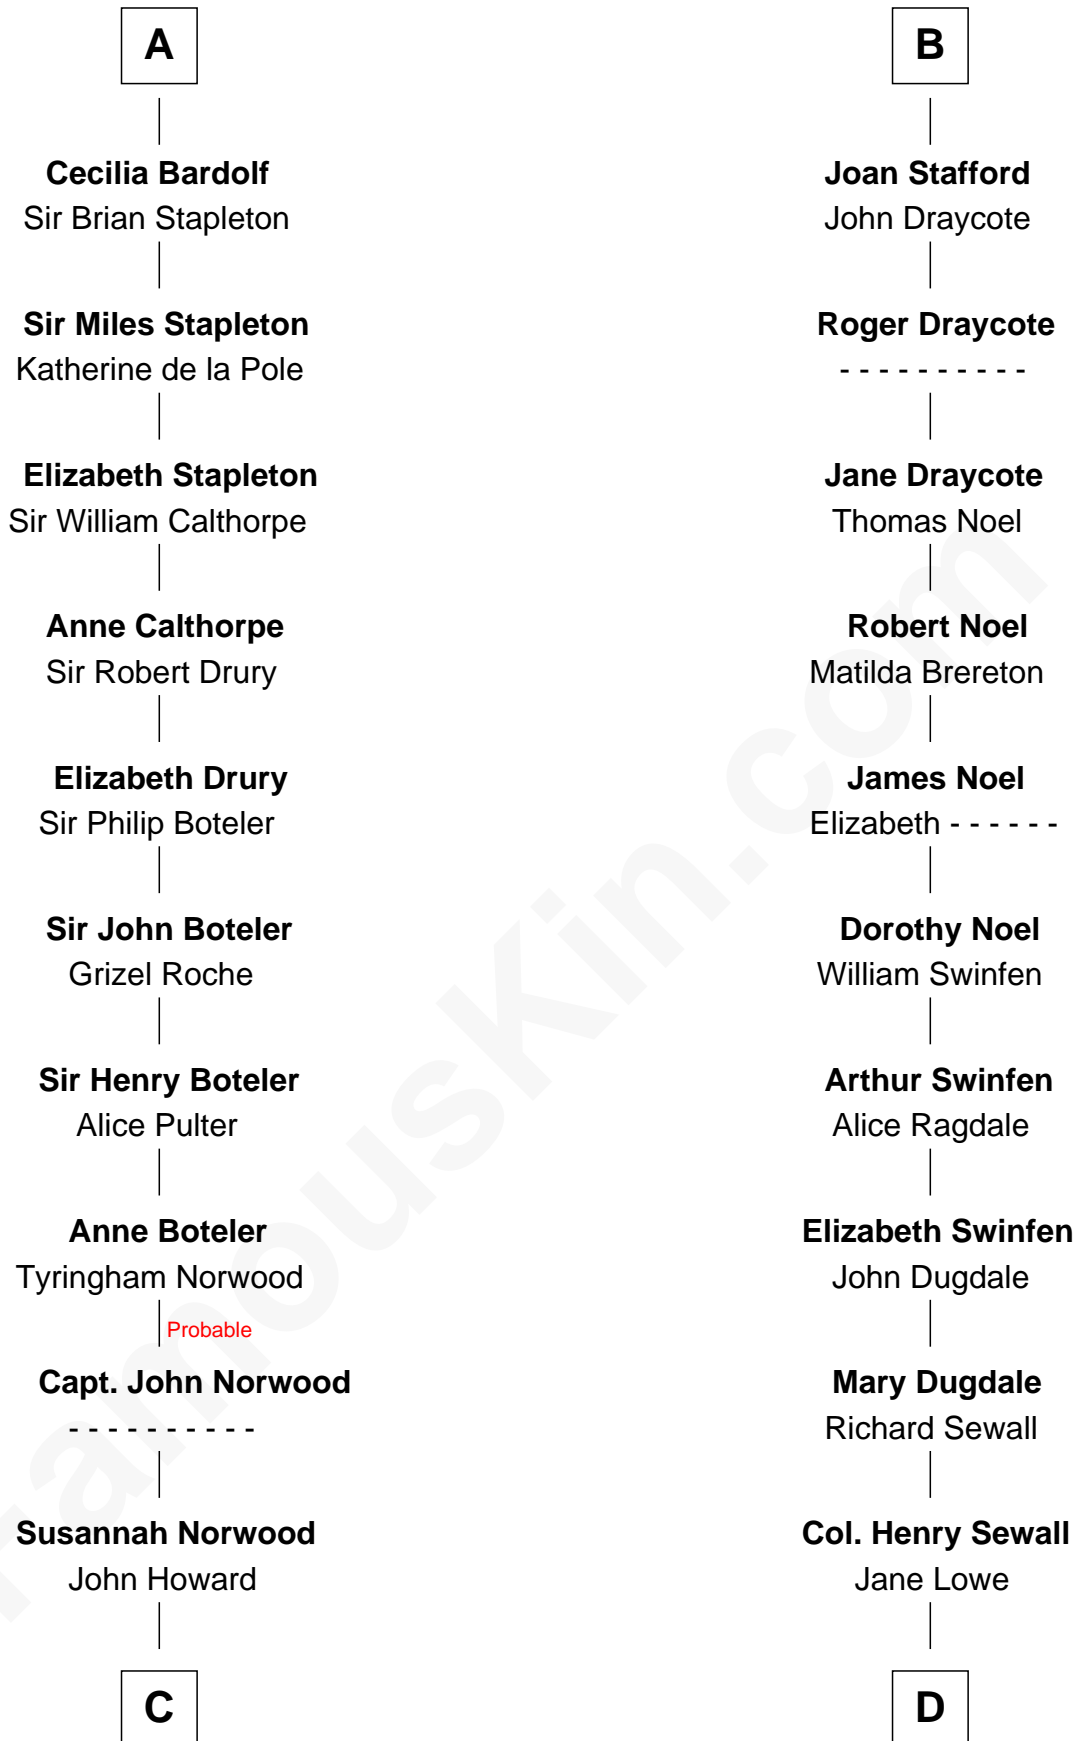 A
Cecilia Bardolf
Sir Brian Stapleton
Sir Miles Stapleton
Katherine de la Pole
Elizabeth Stapleton
Sir William Calthorpe
Anne Calthorpe
Sir Robert Drury
Elizabeth Drury
Sir Philip Boteler
Sir John Boteler
Grizel Roche
Sir Henry Boteler
Alice Pulter
Anne Boteler
Tyringham Norwood
Probable
Capt. John Norwood
- - - - - - - - - -
Susannah Norwood
John Howard
C
B
Joan Stafford
John Draycote
Roger Draycote
- - - - - - - - - -
Jane Draycote
Thomas Noel
Robert Noel
Matilda Brereton
James Noel
Elizabeth - - - - - -
Dorothy Noel
William Swinfen
Arthur Swinfen
Alice Ragdale
Elizabeth Swinfen
John Dugdale
Mary Dugdale
Richard Sewall
Col. Henry Sewall
Jane Lowe
D
FamousKin.com